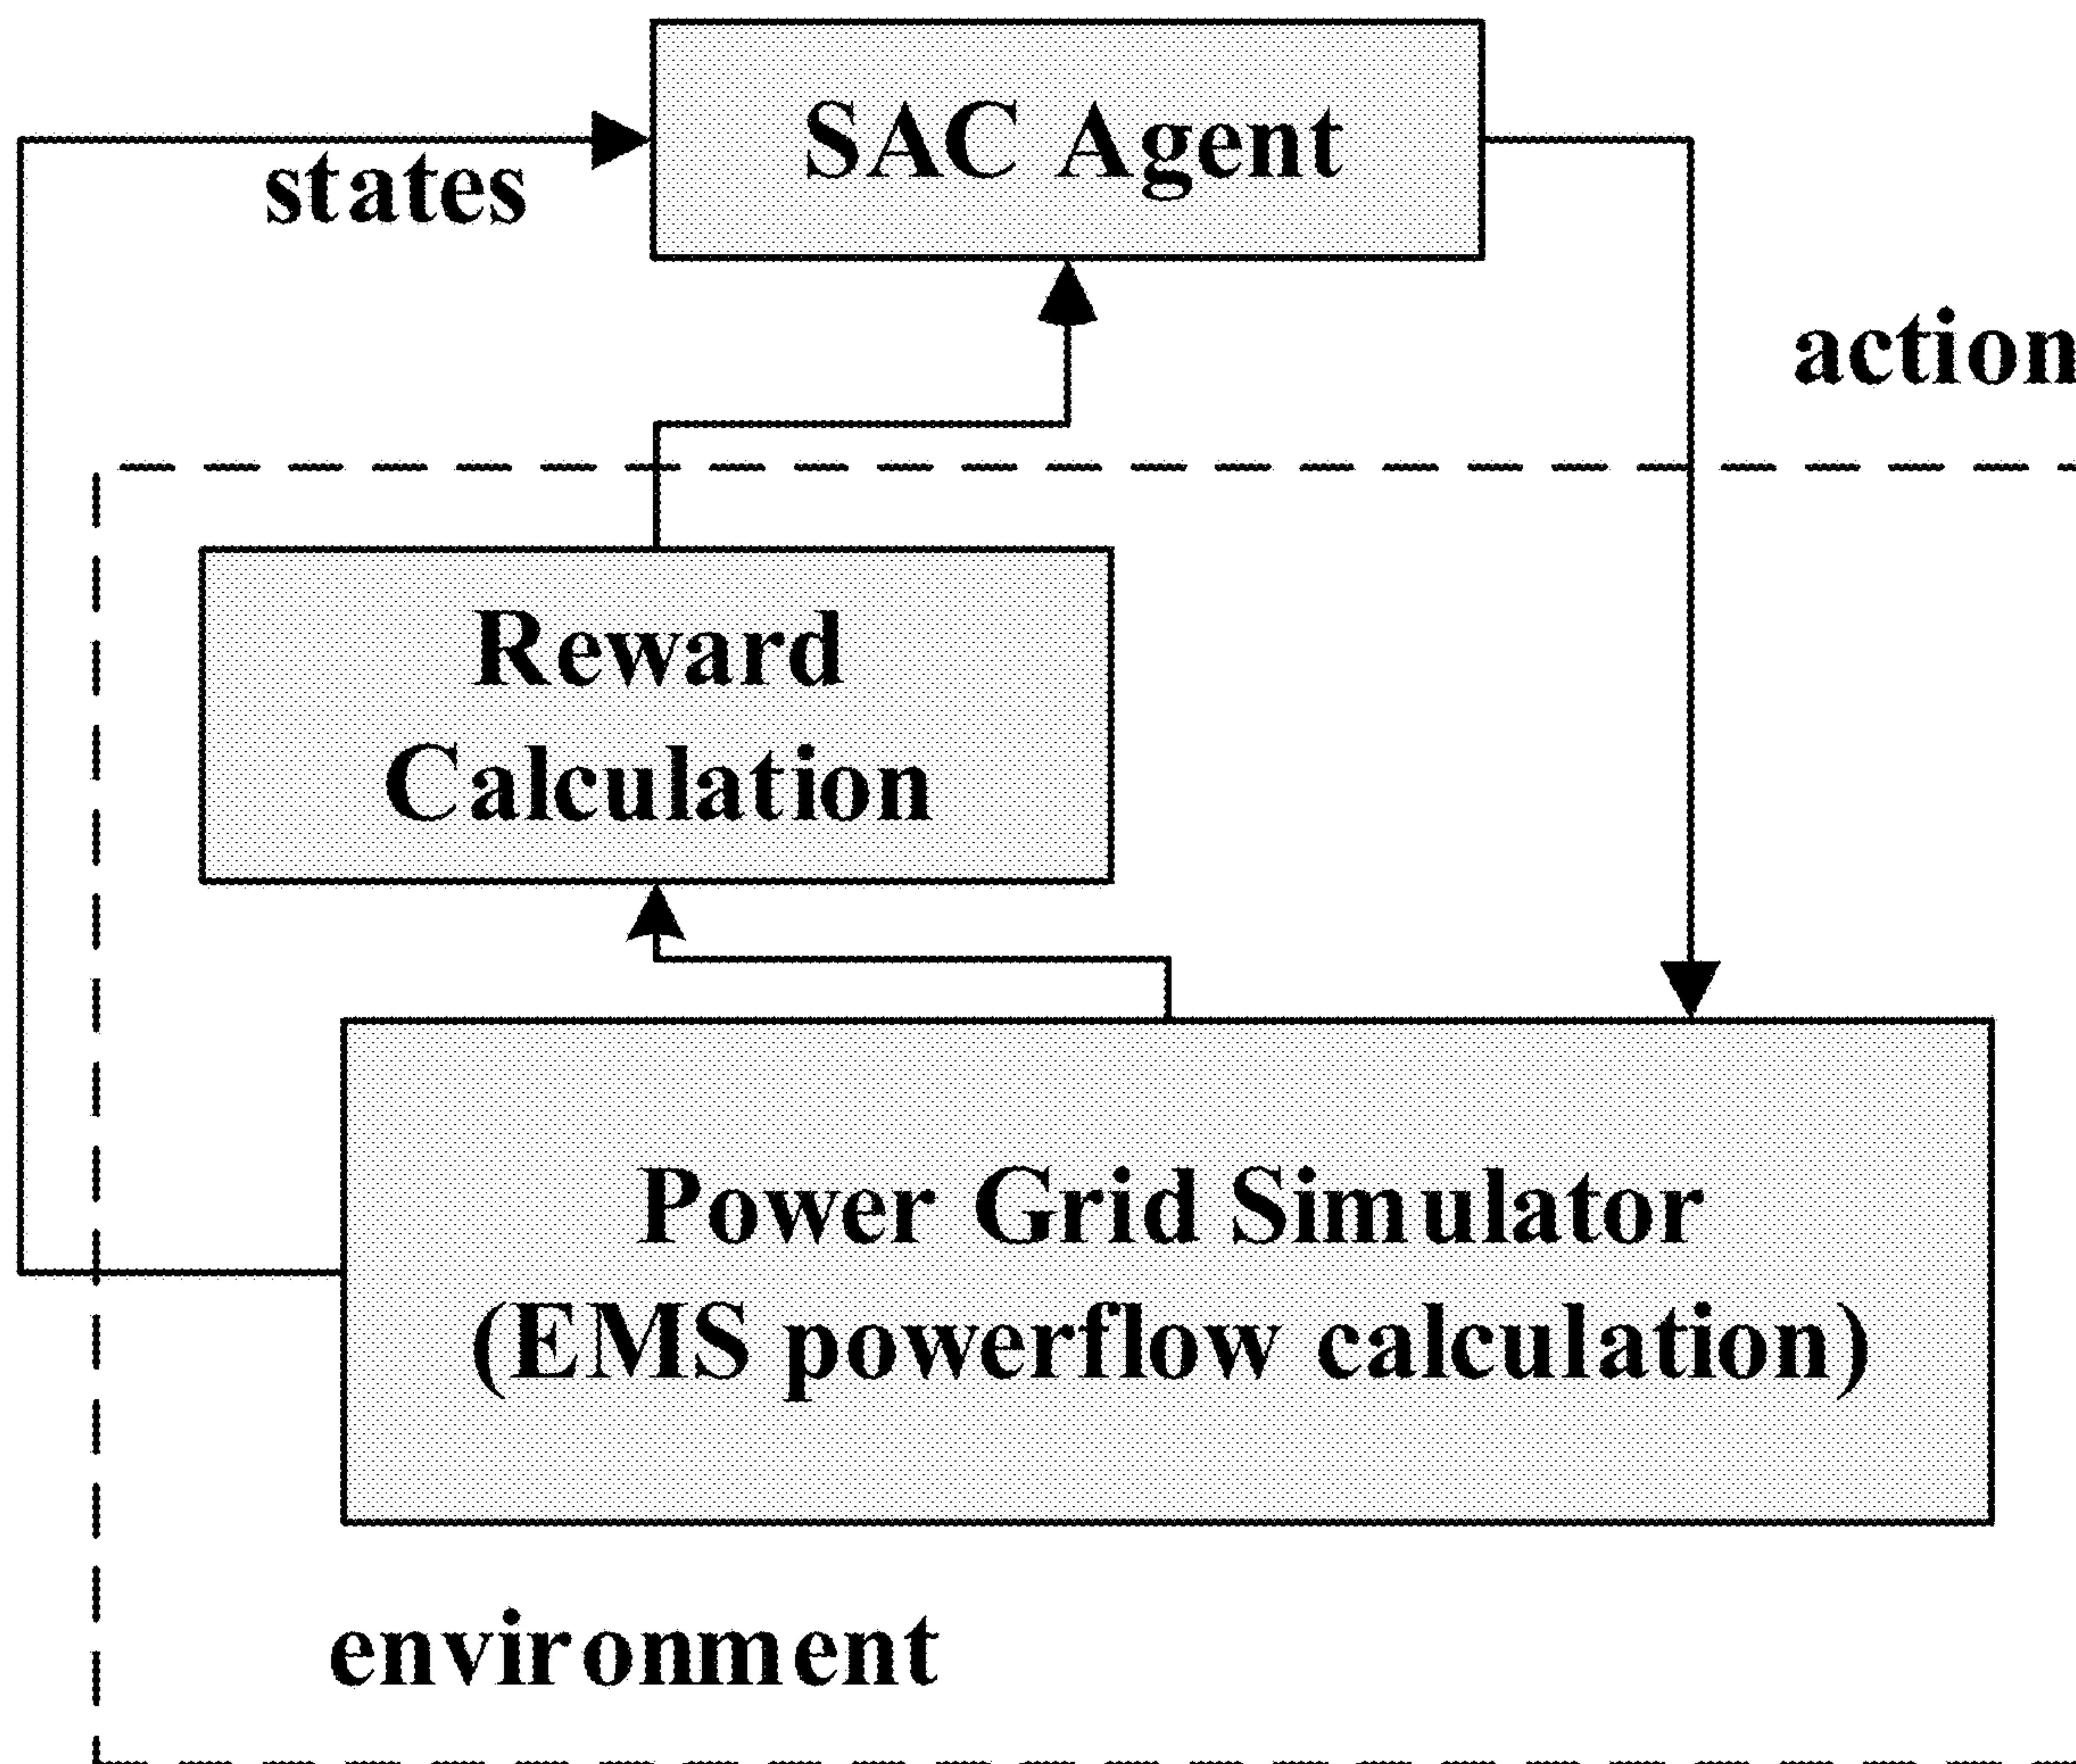 SAC Agent
states
action
Reward
Calculation
Power Grid Simulator
(EMS powerflow calculation)
environment